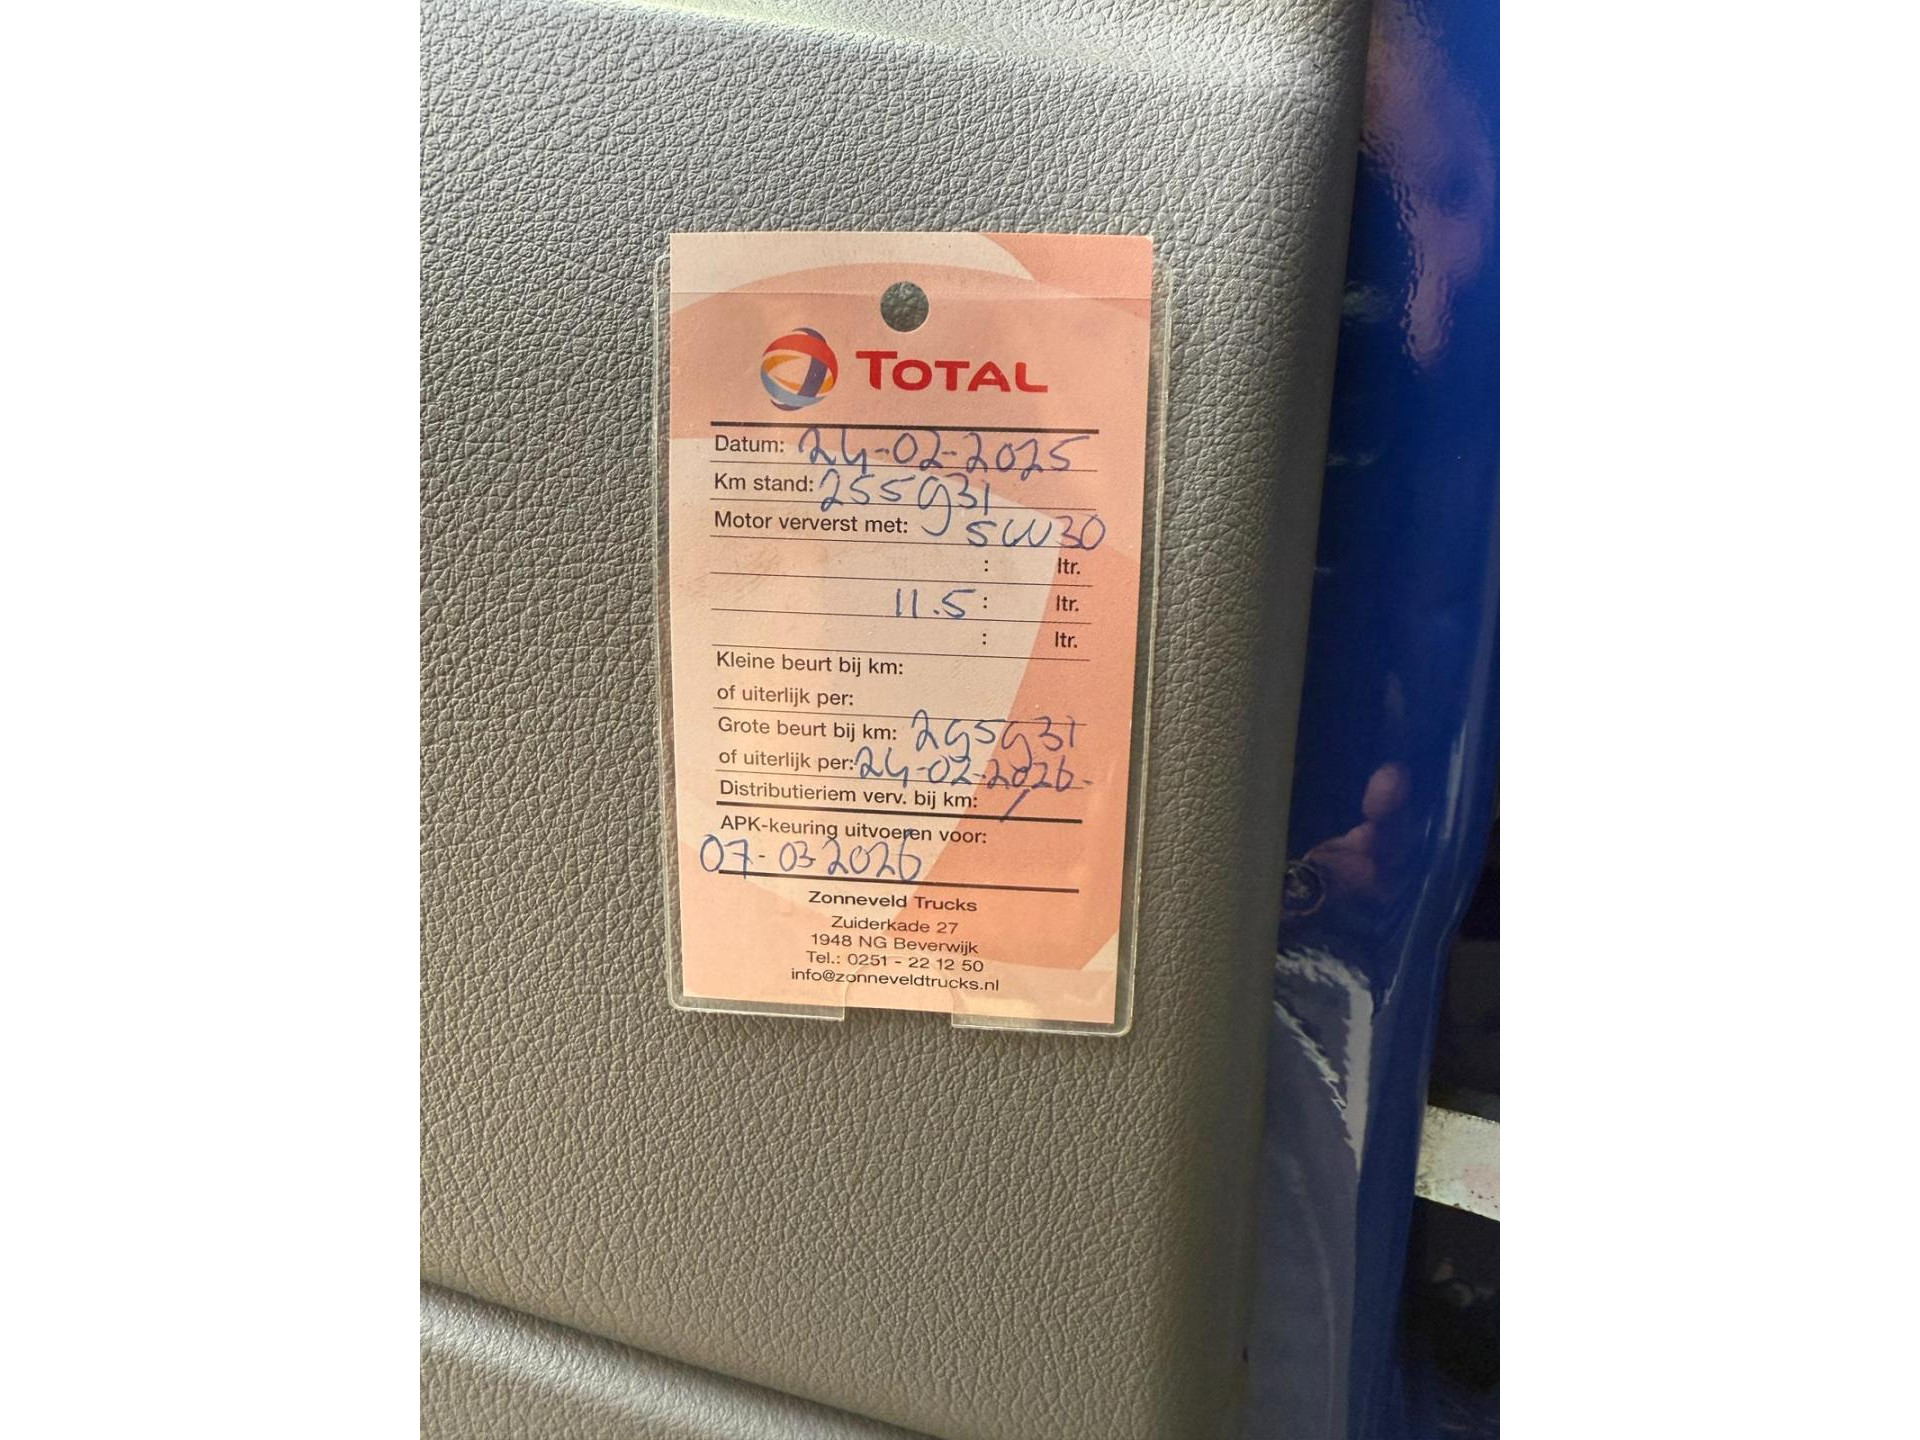 TOTAL
Datum: 24-02-2025
Km stand: 255931
Motor ververst met: 5W30
: ltr.
11.5 : ltr.
: ltr.
Kleine beurt bij km:
of uiterlijk per:
Grote beurt bij km: 295931
of uiterlijk per: 24-02-2026-
Distributieriem verv. bij km: /
APK-keuring uitvoeren voor:
07-03-2026
Zonneveld Trucks
Zuiderkade 27
1948 NG Beverwijk
Tel.: 0251 - 22 12 50
info@zonneveldtrucks.nl